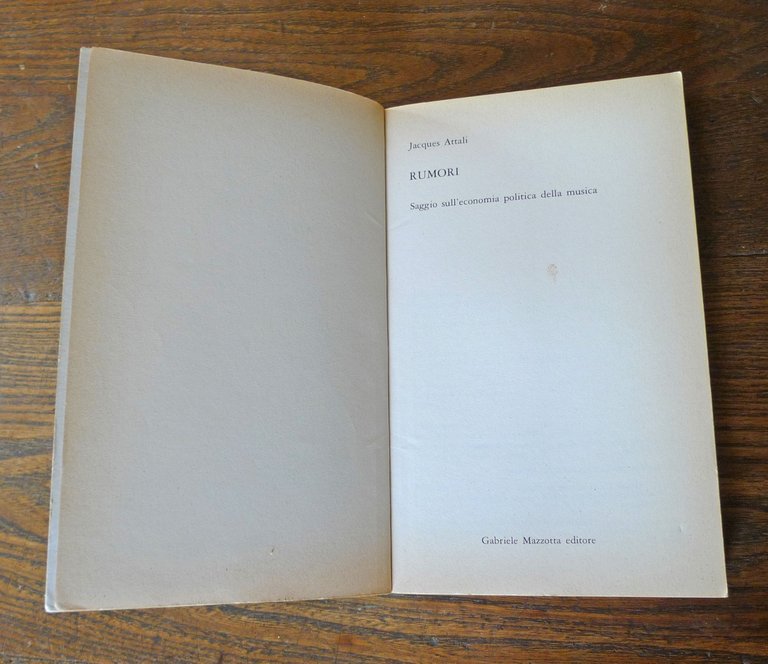 Jacques Attali
RUMORI
Saggio sull'economia politica della musica
Gabriele Mazzotta editore